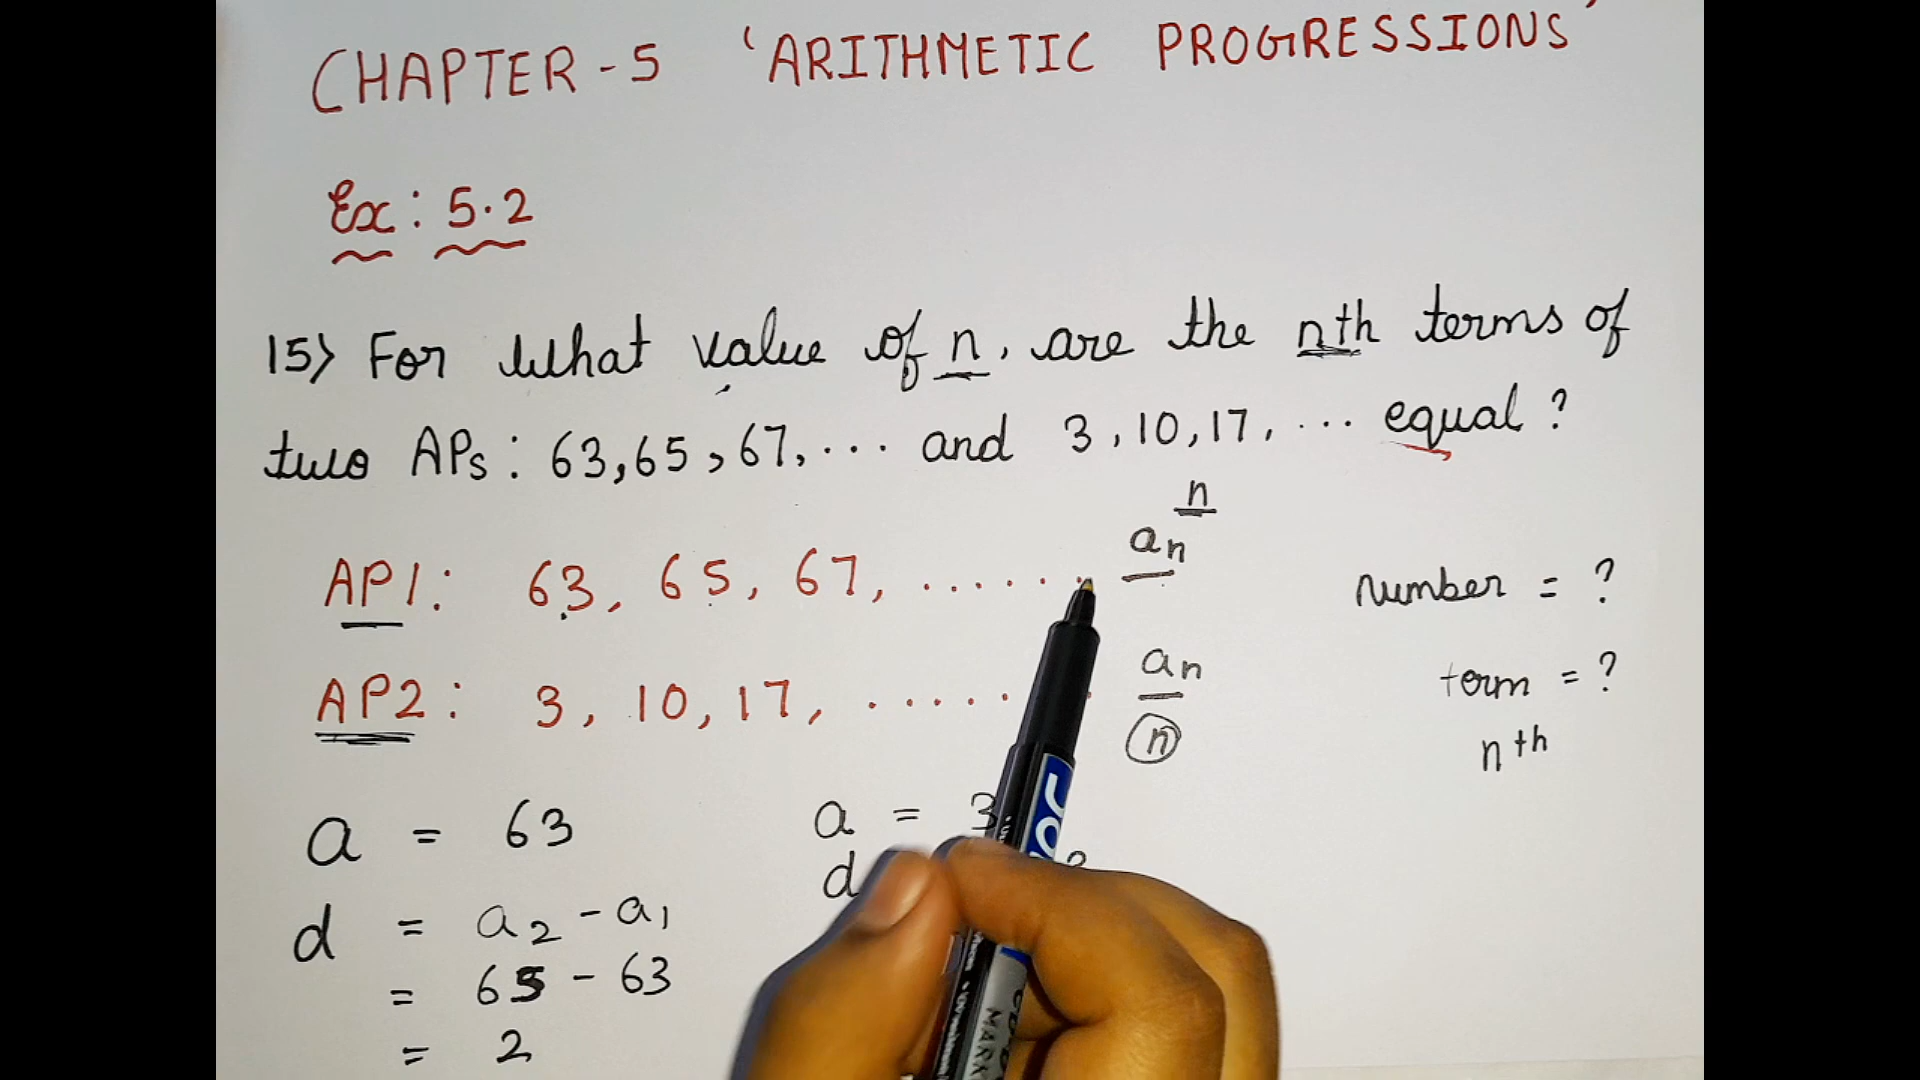 CHAPTER-5 'ARITHMETIC PROGRESSIONS'
Ex: 5.2
15) For what value of n, are the nth terms of
two APs: 63, 65, 67, ... and 3, 10, 17, ... equal?
n
AP1: 63, 65, 67, ...... an
number = ?
AP2: 3, 10, 17, ...... an
term = ?
n
nth
a = 63
a = 3
d
d = a2 - a1
= 65 - 63
= 2